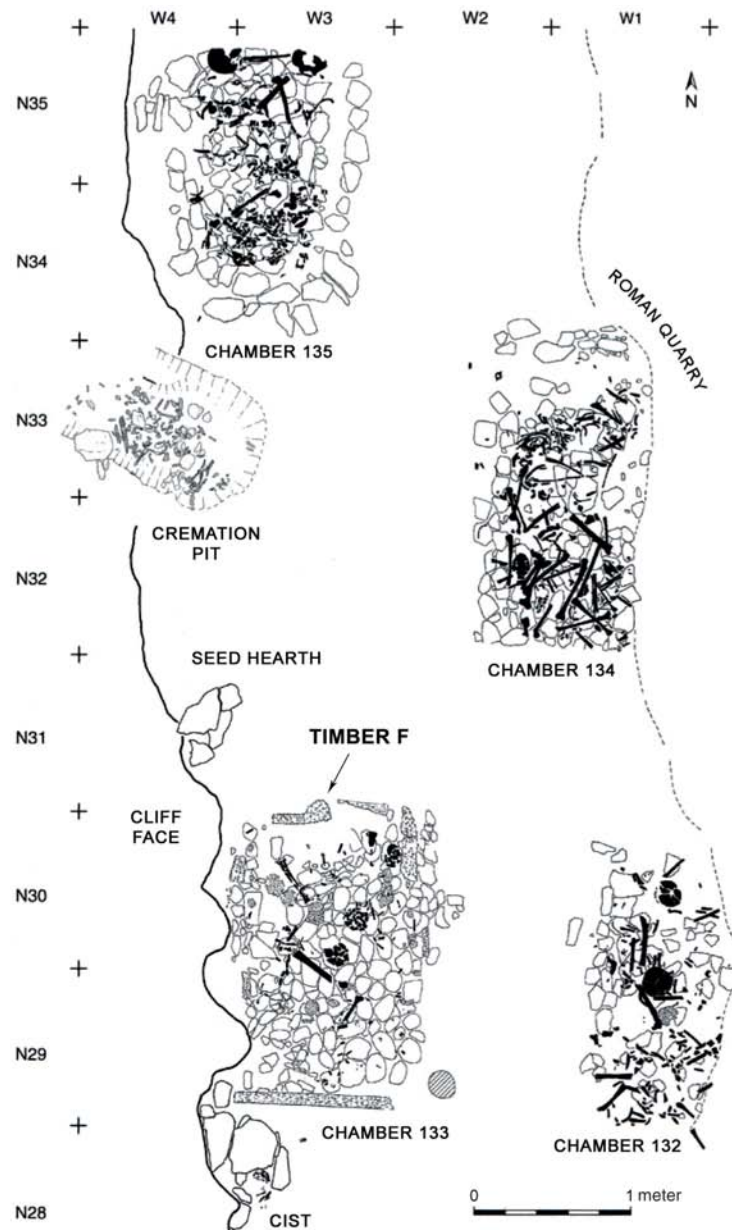 W4 W3 W2 W1
N35
N
N34
ROMAN QUARRY
CHAMBER 135
N33
CREMATION
PIT
N32
SEED HEARTH
CHAMBER 134
N31
TIMBER F
CLIFF
FACE
N30
N29
CHAMBER 133
CHAMBER 132
N28
CIST
0 1 meter